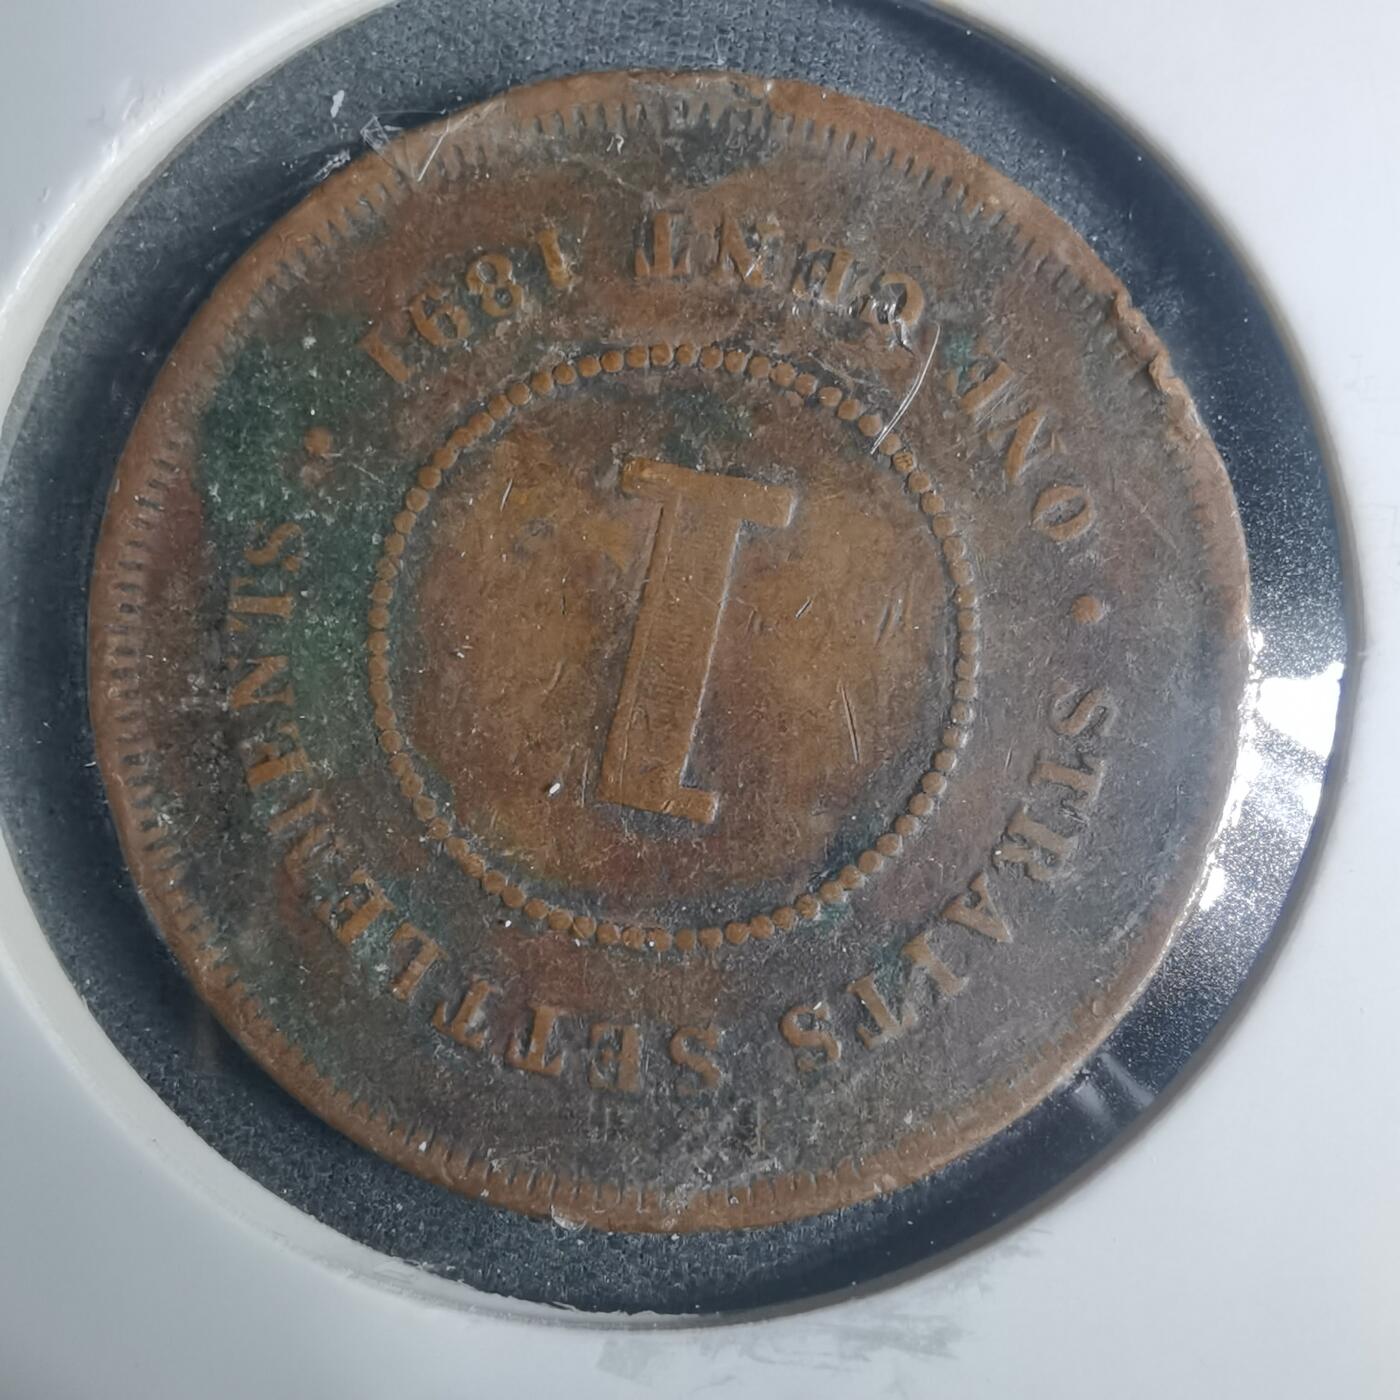 STRAITS SETTLEMENTS
1
ONE CENT 1891